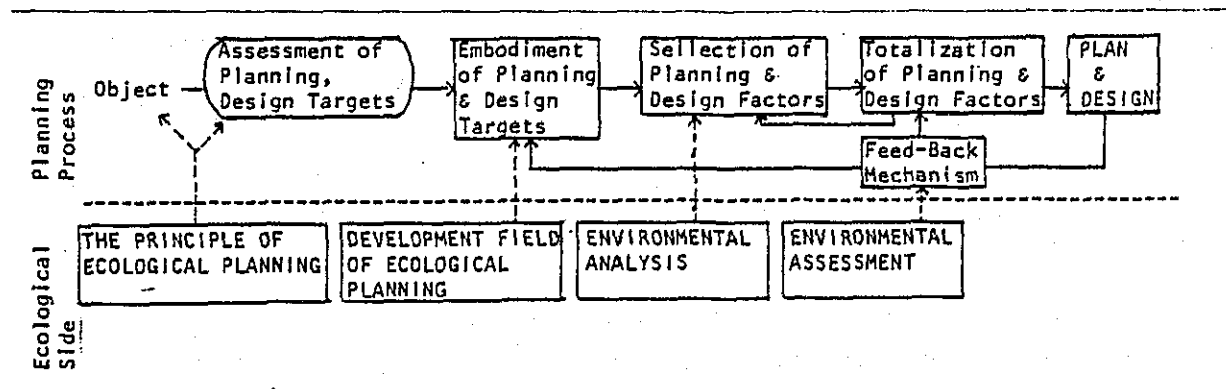 Planning
Process
Object
Assessment of
Planning,
Design Targets
Embodiment
of Planning
& Design
Targets
Sellection of
Planning &
Design Factors
Totalization
of Planning &
Design Factors
PLAN
&
DESIGN
Feed-Back
Mechanism
Ecological
Side
THE PRINCIPLE OF
ECOLOGICAL PLANNING
DEVELOPMENT FIELD
OF ECOLOGICAL
PLANNING
ENVIRONMENTAL
ANALYSIS
ENVIRONMENTAL
ASSESSMENT